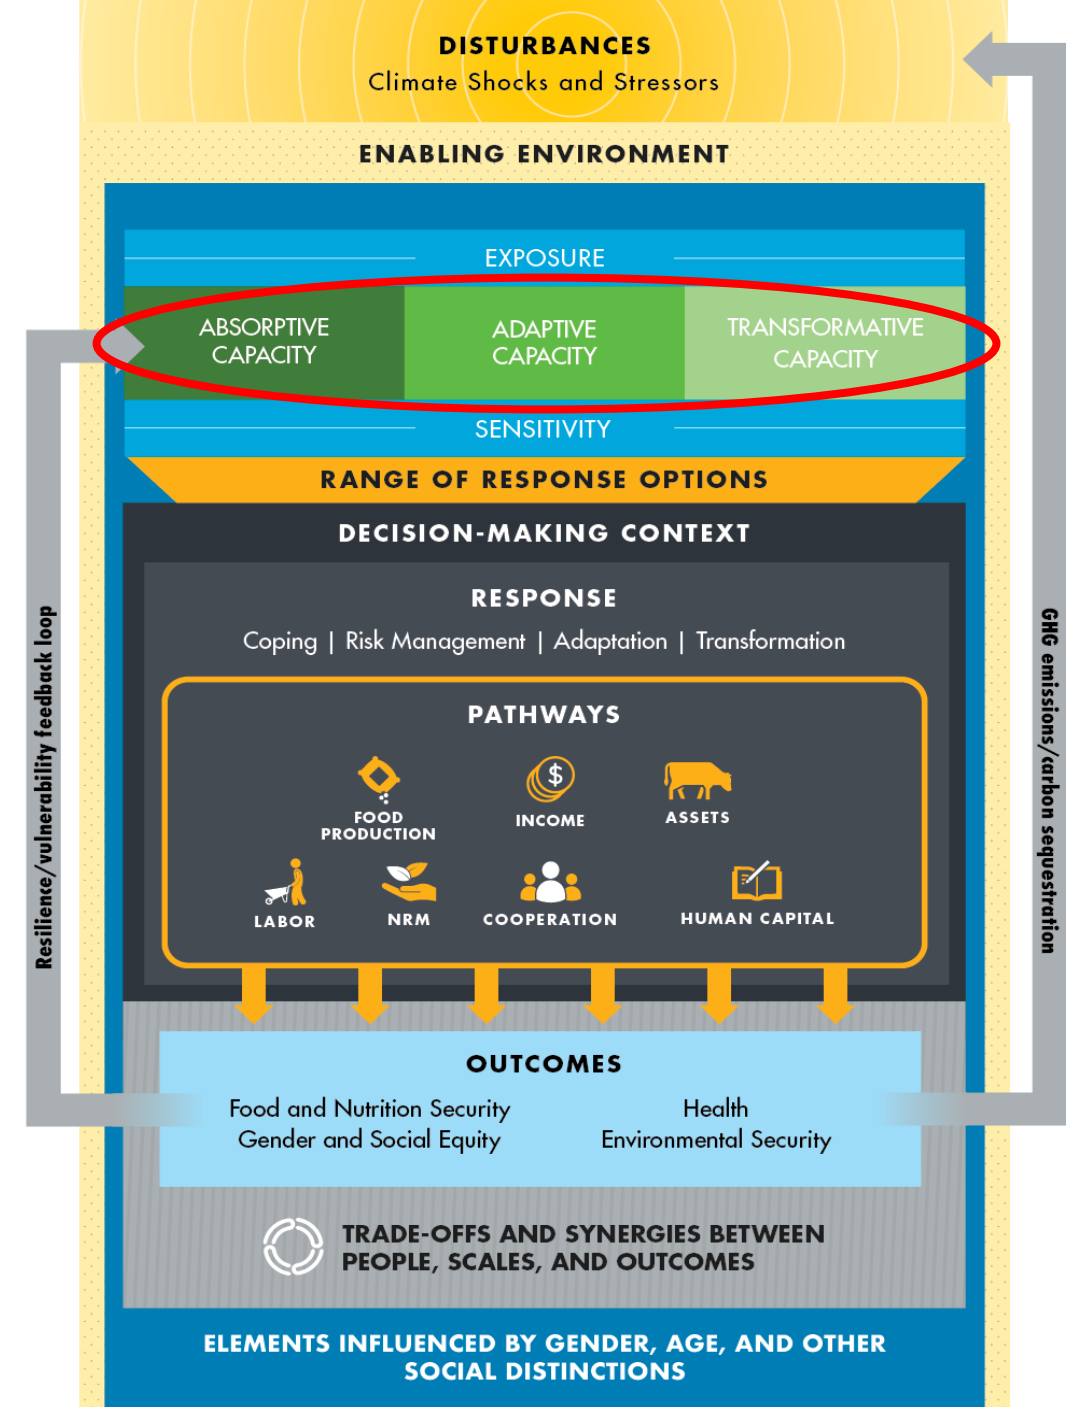 DISTURBANCES
Climate Shocks and Stressors
ENABLING ENVIRONMENT
EXPOSURE
ABSORPTIVE
CAPACITY
ADAPTIVE
CAPACITY
TRANSFORMATIVE
CAPACITY
SENSITIVITY
RANGE OF RESPONSE OPTIONS
DECISION-MAKING CONTEXT
RESPONSE
Coping | Risk Management | Adaptation | Transformation
PATHWAYS
$
FOOD
PRODUCTION
INCOME
ASSETS
LABOR
NRM
COOPERATION
HUMAN CAPITAL
OUTCOMES
Food and Nutrition Security
Gender and Social Equity
Health
Environmental Security
TRADE-OFFS AND SYNERGIES BETWEEN
PEOPLE, SCALES, AND OUTCOMES
ELEMENTS INFLUENCED BY GENDER, AGE, AND OTHER
SOCIAL DISTINCTIONS
Resilience/vulnerability feedback loop
GHG emissions/carbon sequestration